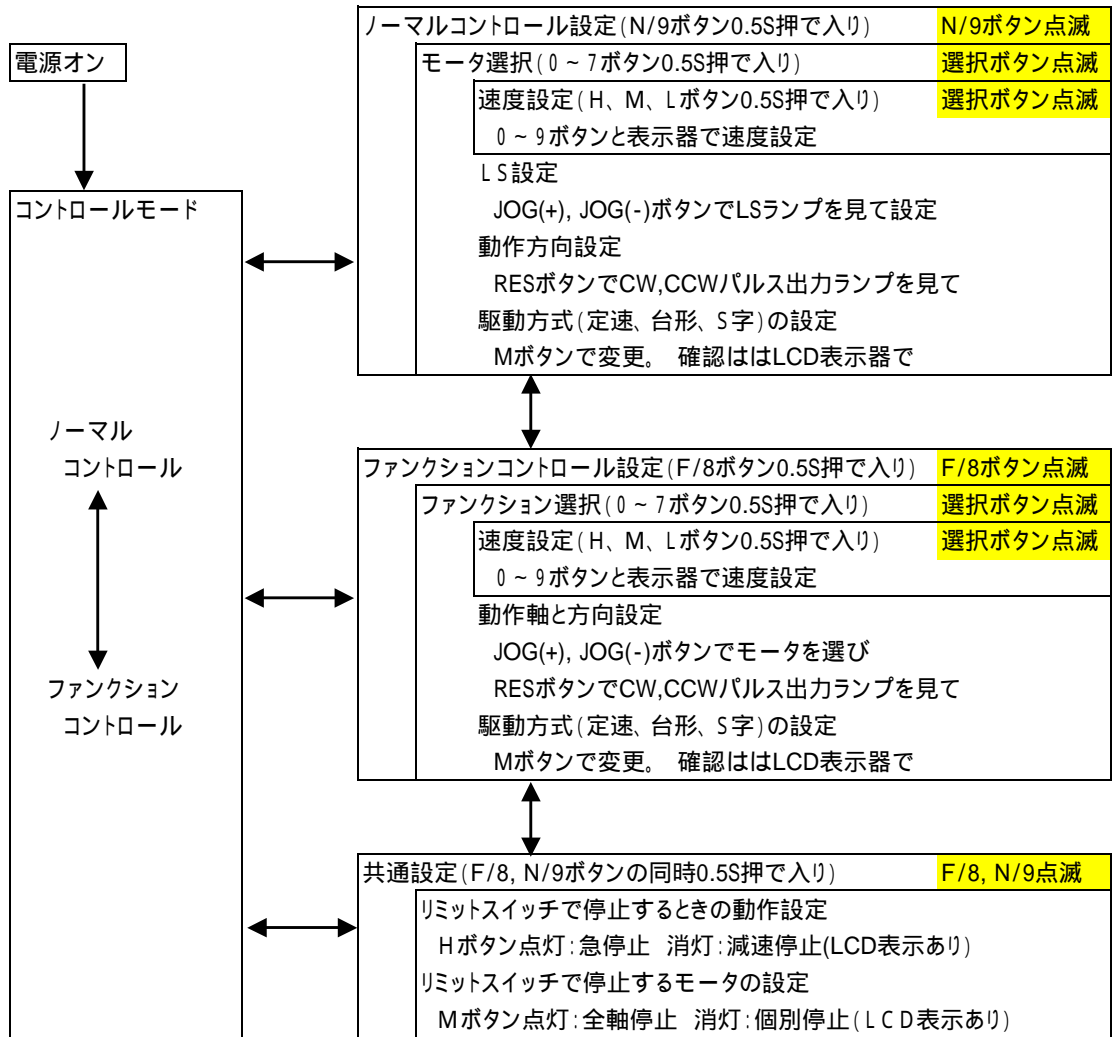 電源オン
コントロールモード
ノーマル
コントロール
ファンクション
コントロール
ノーマルコントロール設定(N/9ボタン0.5S押で入り) N/9ボタン点滅
モータ選択(0~7ボタン0.5S押で入り) 選択ボタン点滅
速度設定(H、M、Lボタン0.5S押で入り) 選択ボタン点滅
0~9ボタンと表示器で速度設定
LS設定
JOG(+), JOG(-)ボタンでLSランプを見て設定
動作方向設定
RESボタンでCW,CCWパルス出力ランプを見て
駆動方式(定速、台形、S字)の設定
Mボタンで変更。 確認ははLCD表示器で
ファンクションコントロール設定(F/8ボタン0.5S押で入り) F/8ボタン点滅
ファンクション選択(0~7ボタン0.5S押で入り) 選択ボタン点滅
速度設定(H、M、Lボタン0.5S押で入り) 選択ボタン点滅
0~9ボタンと表示器で速度設定
動作軸と方向設定
JOG(+), JOG(-)ボタンでモータを選び
RESボタンでCW,CCWパルス出力ランプを見て
駆動方式(定速、台形、S字)の設定
Mボタンで変更。 確認ははLCD表示器で
共通設定(F/8, N/9ボタンの同時0.5S押で入り) F/8, N/9点滅
リミットスイッチで停止するときの動作設定
Hボタン点灯:急停止 消灯:減速停止(LCD表示あり)
リミットスイッチで停止するモータの設定
Mボタン点灯:全軸停止 消灯:個別停止(LCD表示あり)